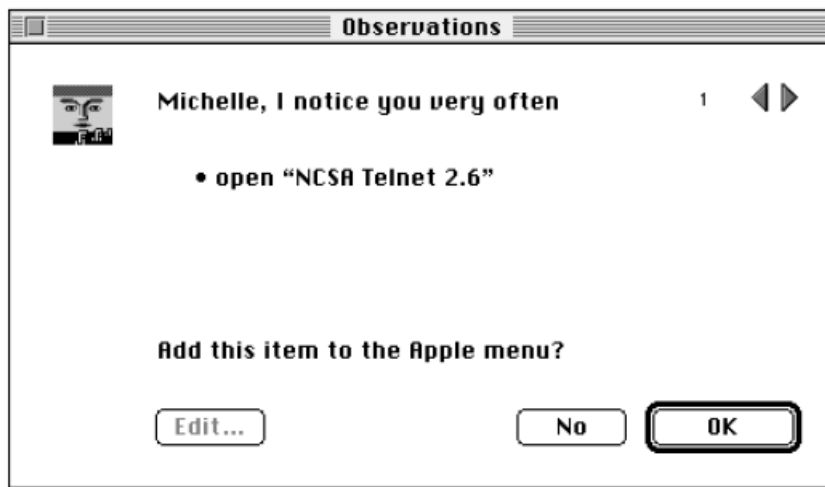 Observations
Michelle, I notice you very often
1
• open “NCSA Telnet 2.6”
Add this item to the Apple menu?
Edit...
No
OK